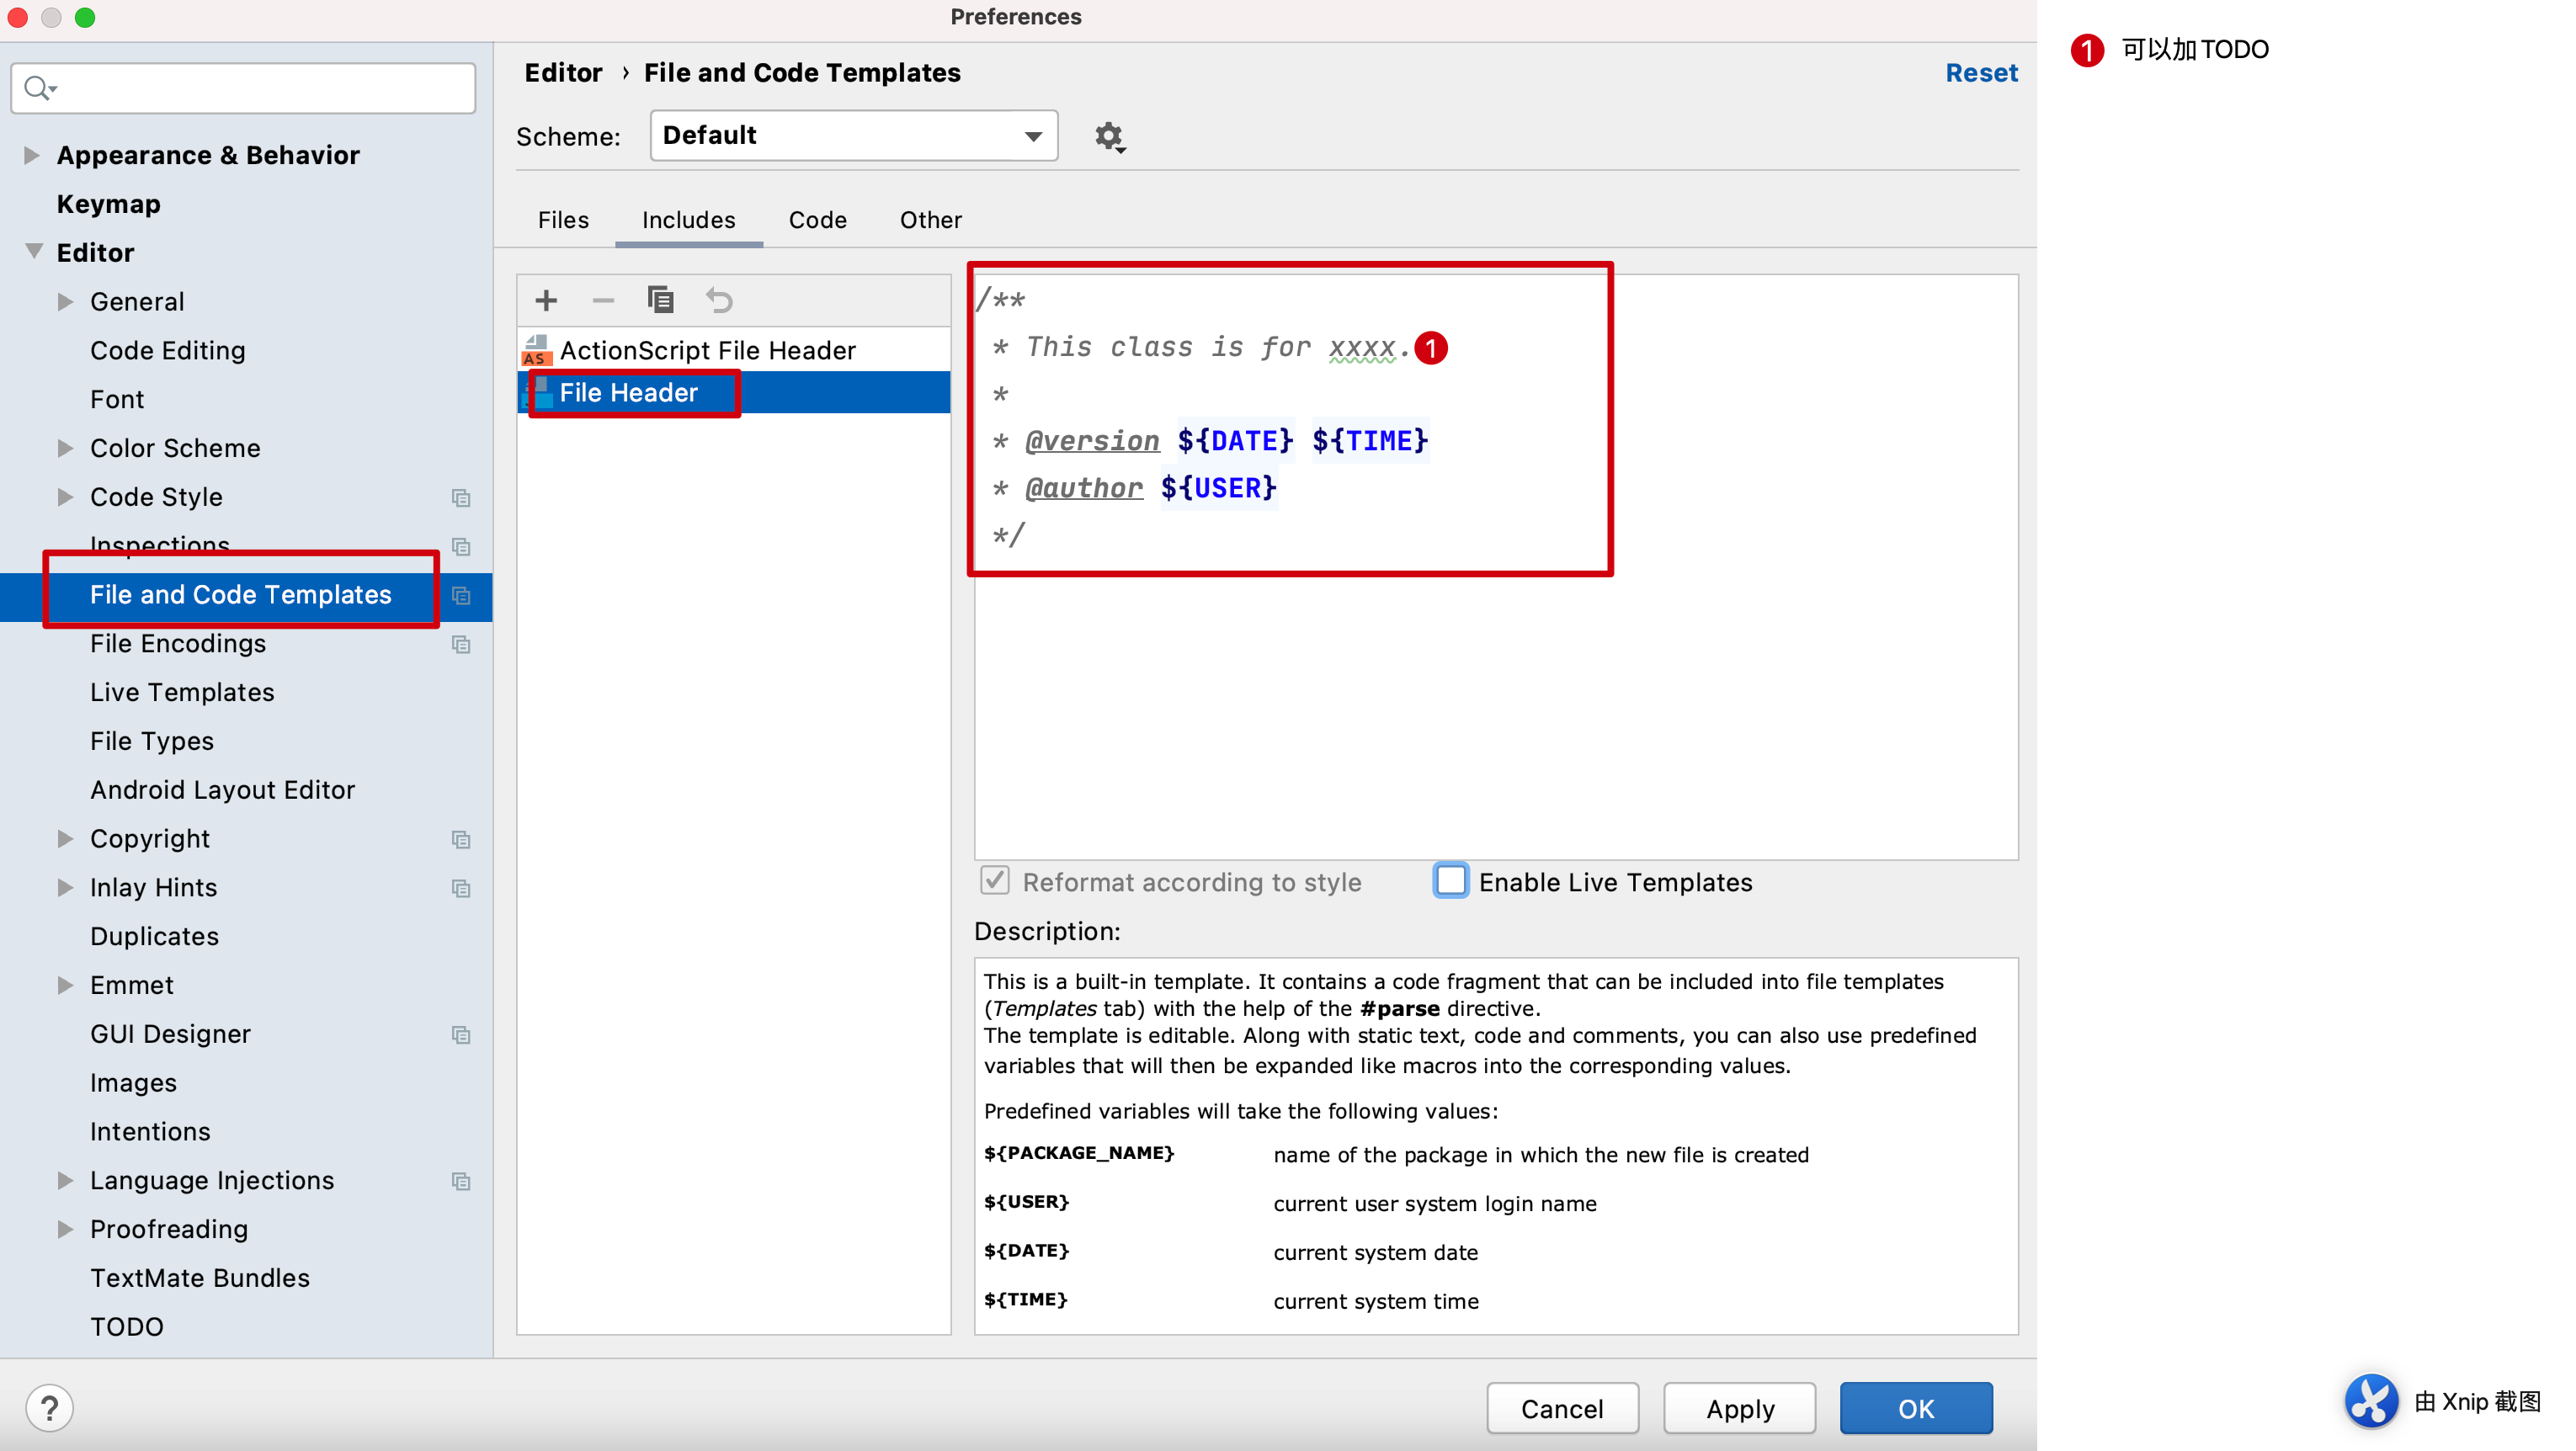 Preferences
Editor › File and Code Templates
Reset
Scheme: Default
Appearance & Behavior
Keymap
Editor
General
Code Editing
Font
Color Scheme
Code Style
Inspections
File and Code Templates
File Encodings
Live Templates
File Types
Android Layout Editor
Copyright
Inlay Hints
Duplicates
Emmet
GUI Designer
Images
Intentions
Language Injections
Proofreading
TextMate Bundles
TODO
Files Includes Code Other
AS ActionScript File Header
File Header
/**
* This class is for xxxx. 1
*
* @version ${DATE} ${TIME}
* @author ${USER}
*/
Reformat according to style
Enable Live Templates
Description:
This is a built-in template. It contains a code fragment that can be included into file templates
(Templates tab) with the help of the #parse directive.
The template is editable. Along with static text, code and comments, you can also use predefined
variables that will then be expanded like macros into the corresponding values.
Predefined variables will take the following values:
${PACKAGE_NAME} name of the package in which the new file is created
${USER} current user system login name
${DATE} current system date
${TIME} current system time
?
Cancel Apply OK
1 可以加TODO
由 Xnip 截图